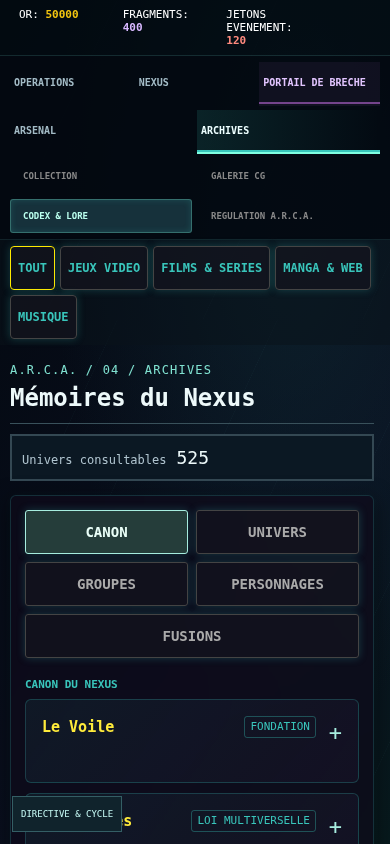 OR: 50000
FRAGMENTS: 400
JETONS EVENEMENT: 120
OPERATIONS
NEXUS
PORTAIL DE BRECHE
ARSENAL
ARCHIVES
COLLECTION
GALERIE CG
CODEX & LORE
REGULATION A.R.C.A.
TOUT
JEUX VIDEO
FILMS & SERIES
MANGA & WEB
MUSIQUE
A.R.C.A. / 04 / ARCHIVES
Mémoires du Nexus
Univers consultables 525
CANON
UNIVERS
GROUPES
PERSONNAGES
FUSIONS
CANON DU NEXUS
Le Voile
FONDATION
+
LOI MULTIVERSELLE
+
DIRECTIVE & CYCLE